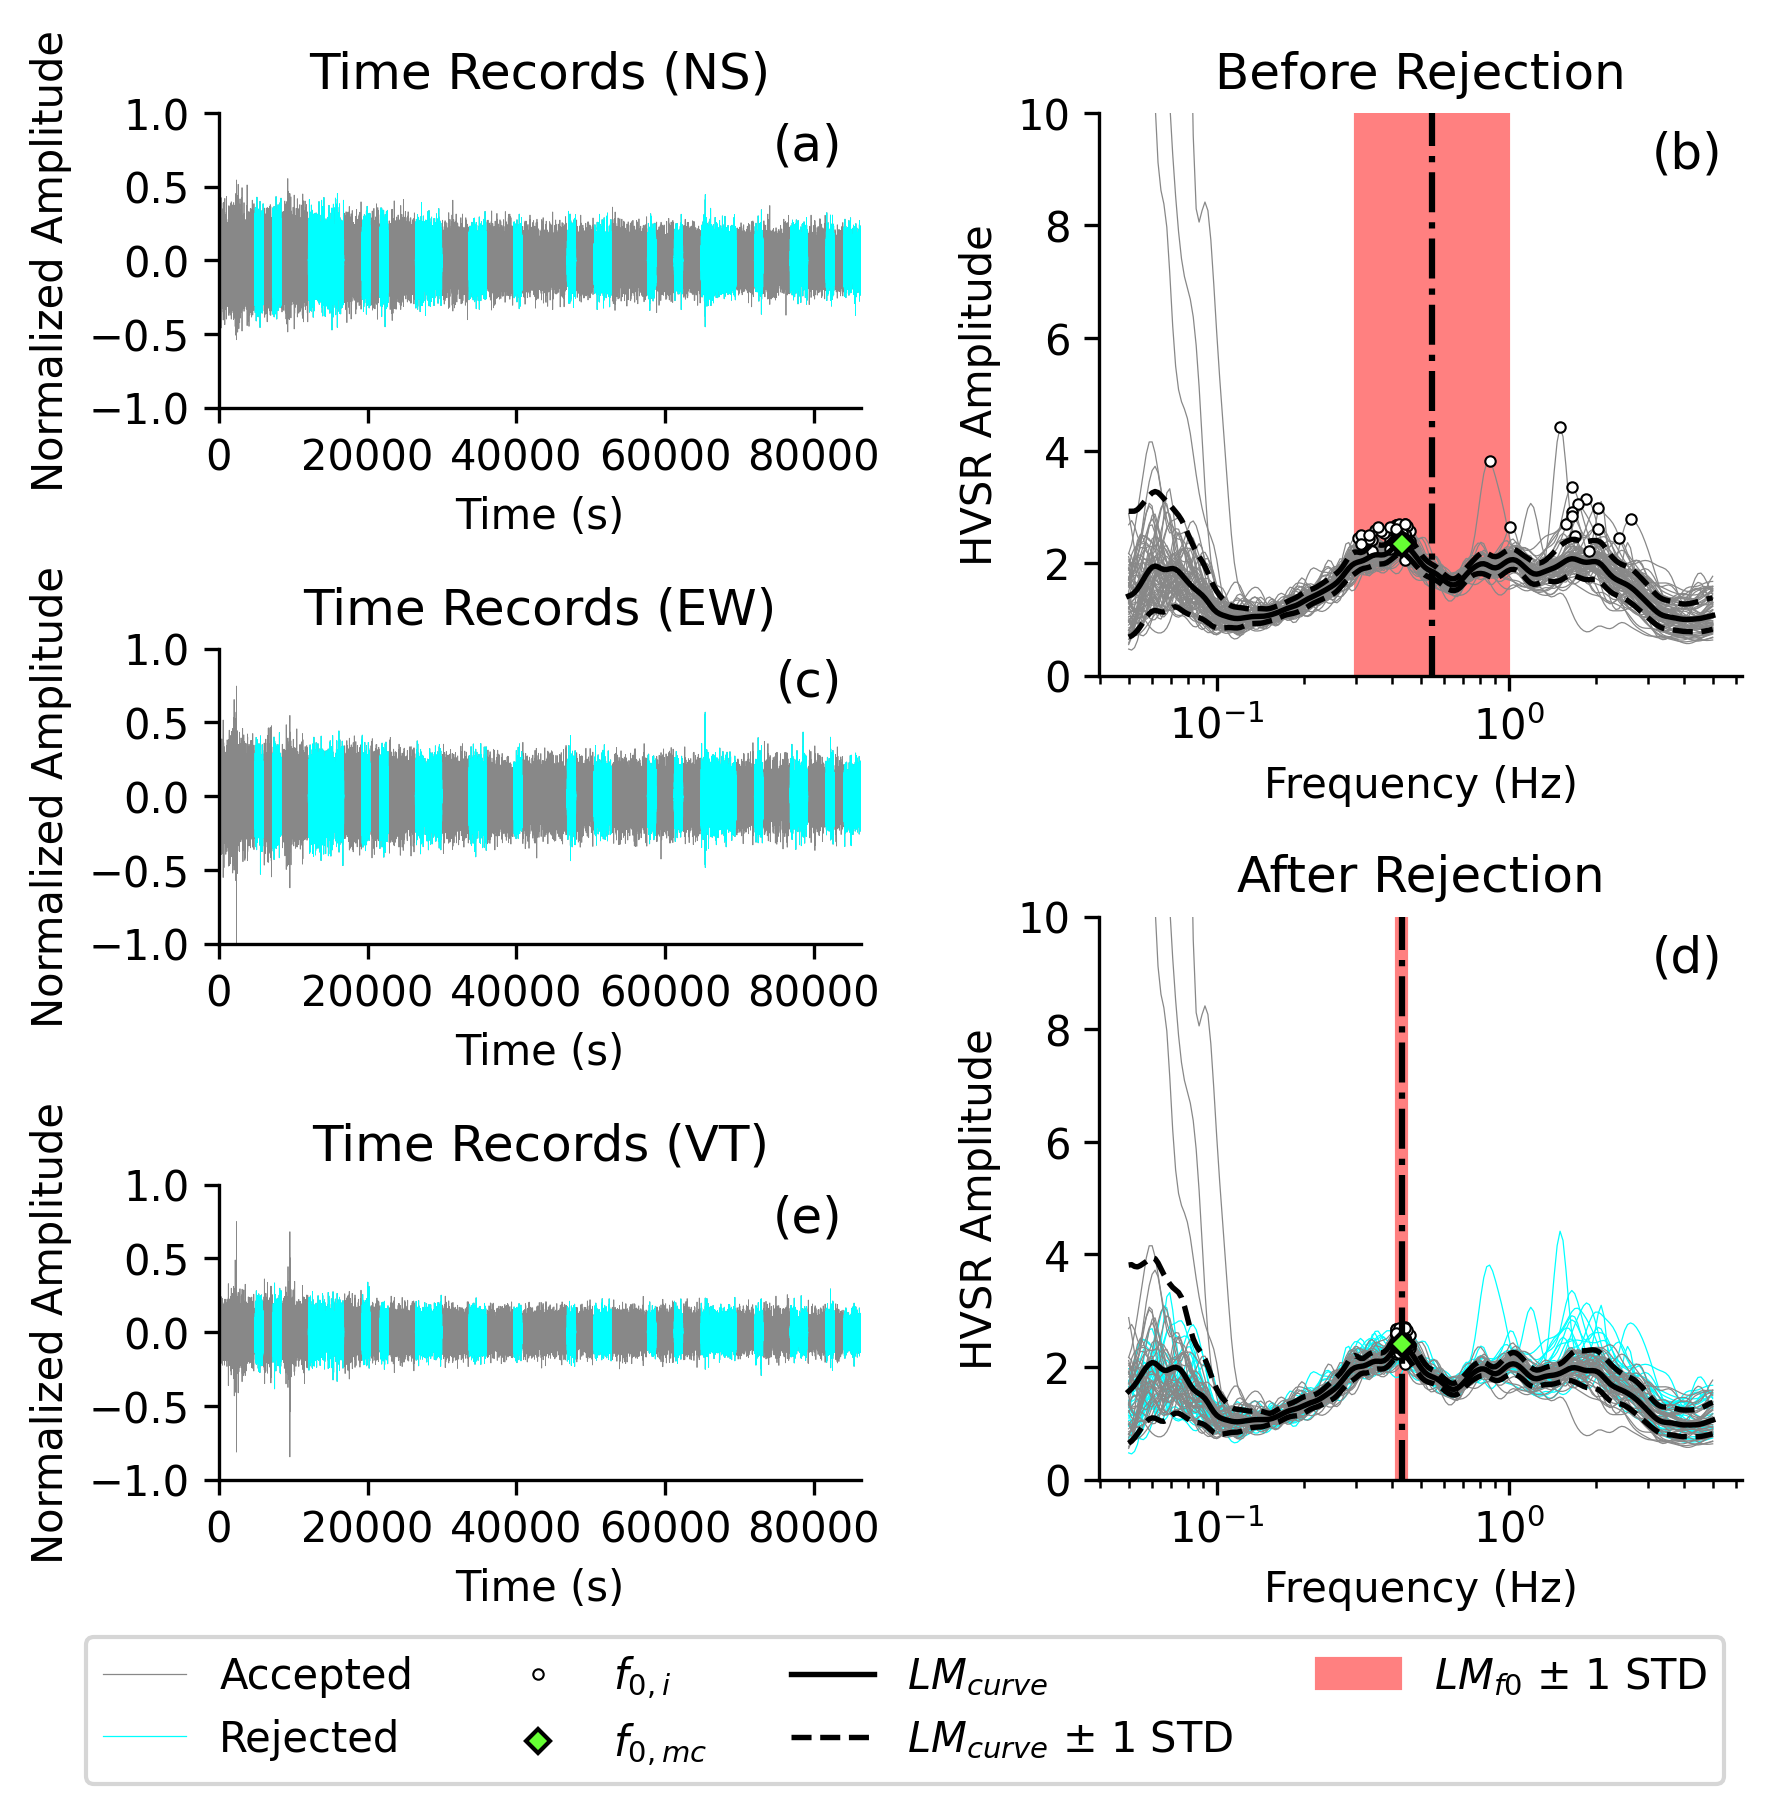 Time Records (NS)
(a)
Normalized Amplitude
1.0
0.5
0.0
−0.5
−1.0
0 20000 40000 60000 80000
Time (s)
Before Rejection
(b)
HVSR Amplitude
10
8
6
4
2
0
10⁻¹ 10⁰
Frequency (Hz)
Time Records (EW)
(c)
Normalized Amplitude
1.0
0.5
0.0
−0.5
−1.0
0 20000 40000 60000 80000
Time (s)
After Rejection
(d)
HVSR Amplitude
10
8
6
4
2
0
10⁻¹ 10⁰
Frequency (Hz)
Time Records (VT)
(e)
Normalized Amplitude
1.0
0.5
0.0
−0.5
−1.0
0 20000 40000 60000 80000
Time (s)
Accepted
Rejected
f0,i
f0,mc
LMcurve
LMcurve ± 1 STD
LMf0 ± 1 STD